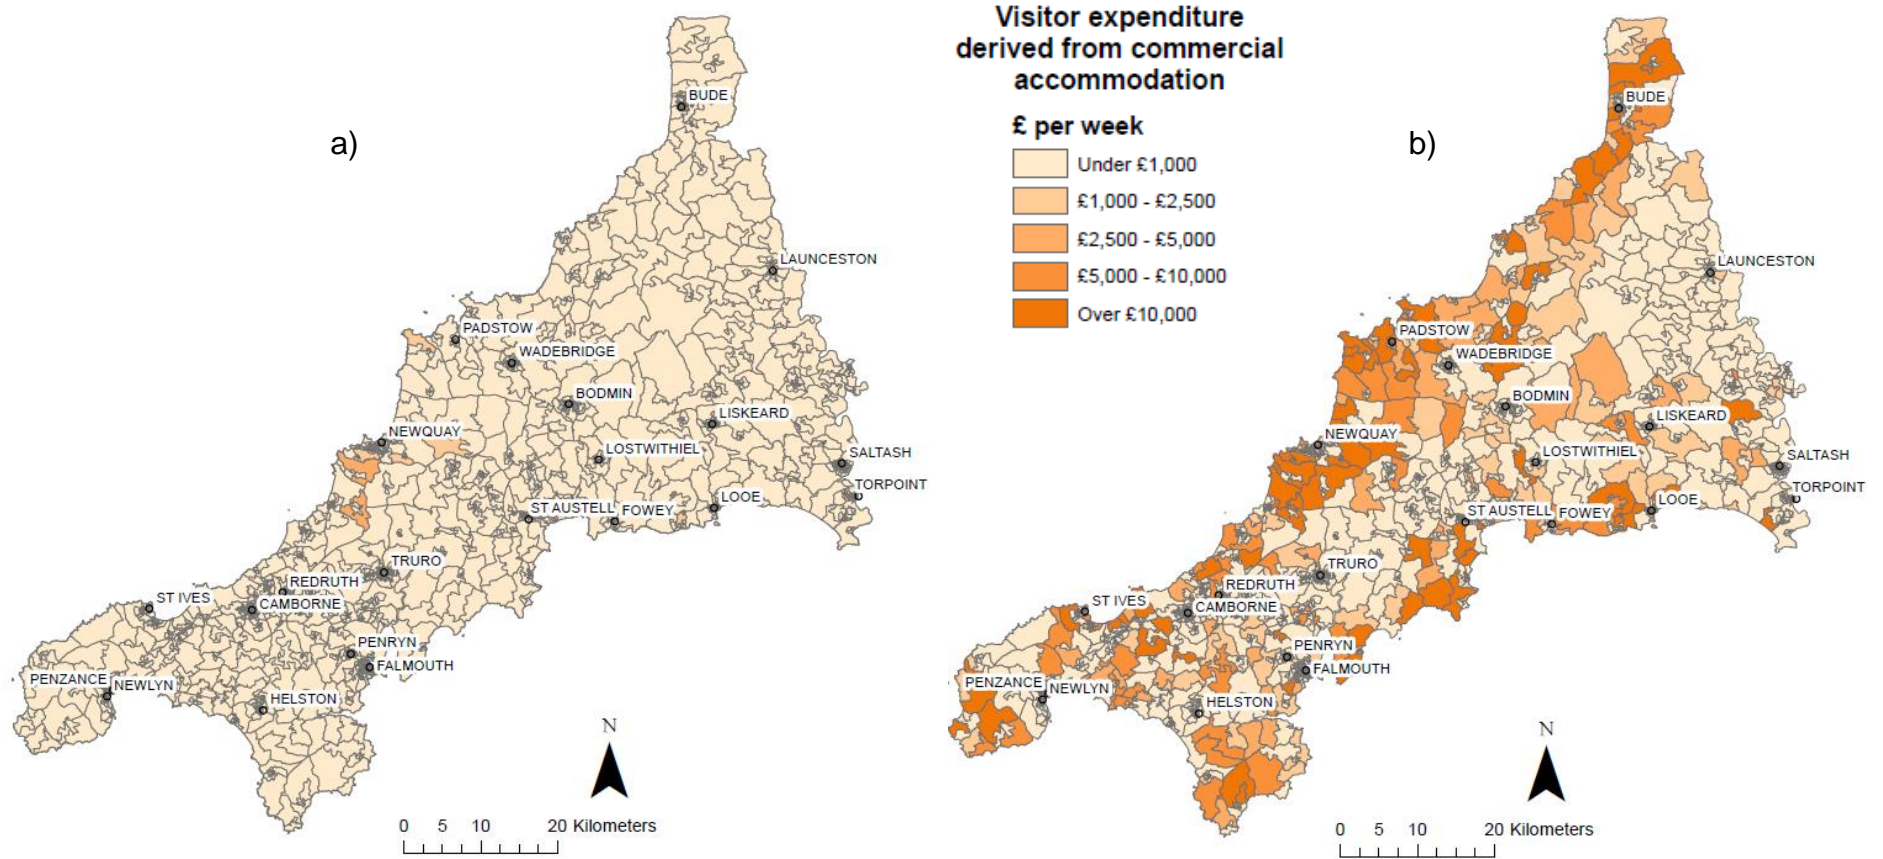 a)
BUDE
LAUNCESTON
PADSTOW
WADEBRIDGE
BODMIN
LISKEARD
NEWQUAY
LOSTWITHIEL
SALTASH
TORPOINT
LOOE
ST AUSTELL
FOWEY
TRURO
REDRUTH
ST IVES
CAMBORNE
PENRYN
FALMOUTH
PENZANCE
NEWLYN
HELSTON
N
0 5 10 20 Kilometers
Visitor expenditure
derived from commercial
accommodation
£ per week
Under £1,000
£1,000 - £2,500
£2,500 - £5,000
£5,000 - £10,000
Over £10,000
b)
BUDE
LAUNCESTON
PADSTOW
WADEBRIDGE
BODMIN
LISKEARD
NEWQUAY
LOSTWITHIEL
SALTASH
TORPOINT
LOOE
ST AUSTELL
FOWEY
TRURO
REDRUTH
ST IVES
CAMBORNE
PENRYN
FALMOUTH
PENZANCE
NEWLYN
HELSTON
N
0 5 10 20 Kilometers